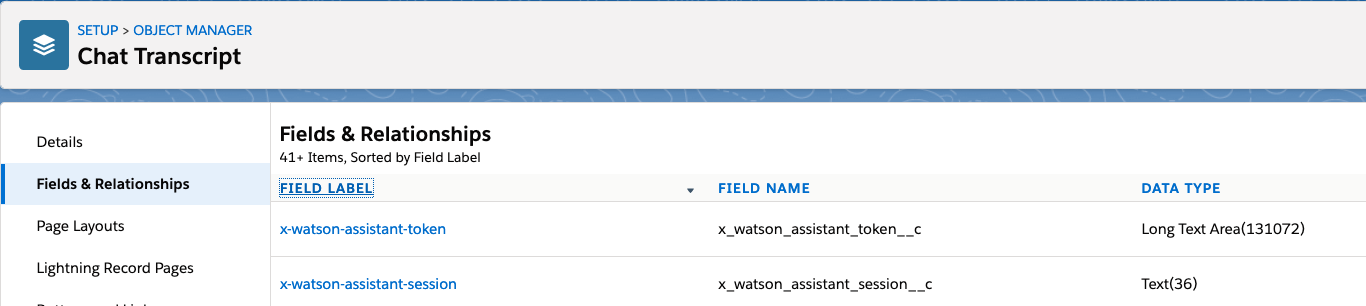 SETUP > OBJECT MANAGER
Chat Transcript
Details
Fields & Relationships
Page Layouts
Lightning Record Pages
Fields & Relationships
41+ Items, Sorted by Field Label
FIELD LABEL FIELD NAME DATA TYPE
x-watson-assistant-token x_watson_assistant_token__c Long Text Area(131072)
x-watson-assistant-session x_watson_assistant_session__c Text(36)